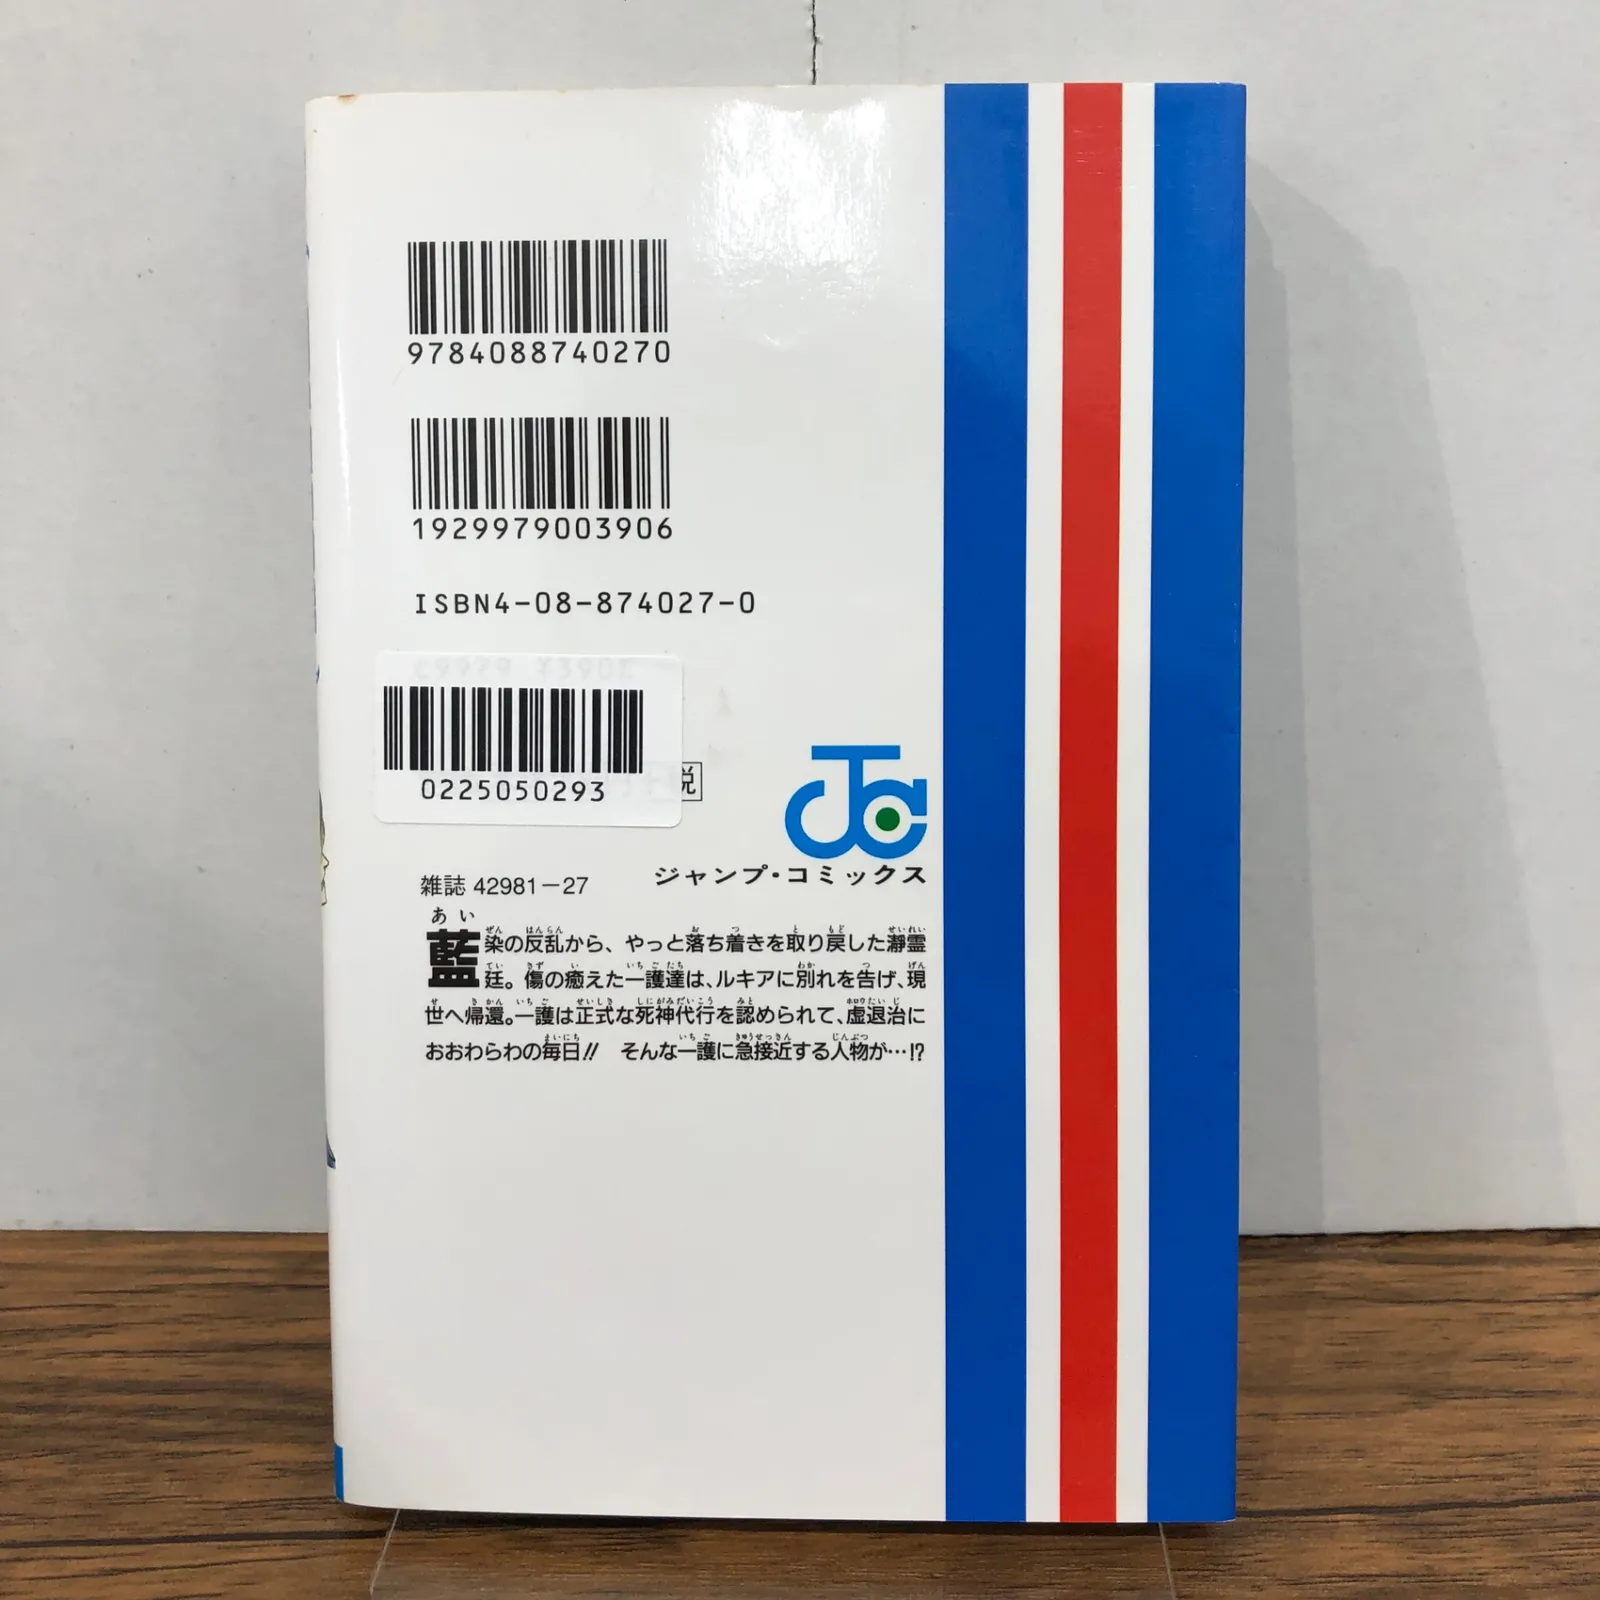 9784088740270
1929979003906
ISBN4-08-874027-0
0225050293
税
ジャンプ・コミックス
雑誌 42981-27
藍染の反乱から、やっと落ち着きを取り戻した瀞霊
廷。傷の癒えた一護達は、ルキアに別れを告げ、現
世へ帰還。一護は正式な死神代行を認められて、虚退治に
おおわらわの毎日!! そんな一護に急接近する人物が…!?